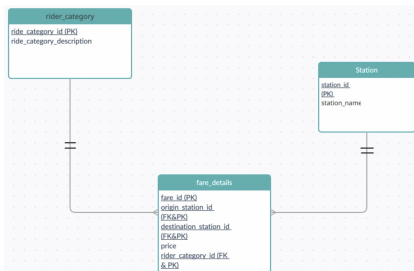 rider_category
ride_category_id (PK)
ride_category_description
Station
station_id
(PK)
station_name
fare_details
fare_id (PK)
origin_station_id
(FK&PK)
destination_station_id
(FK&PK)
price
rider_category_id (FK
& PK)